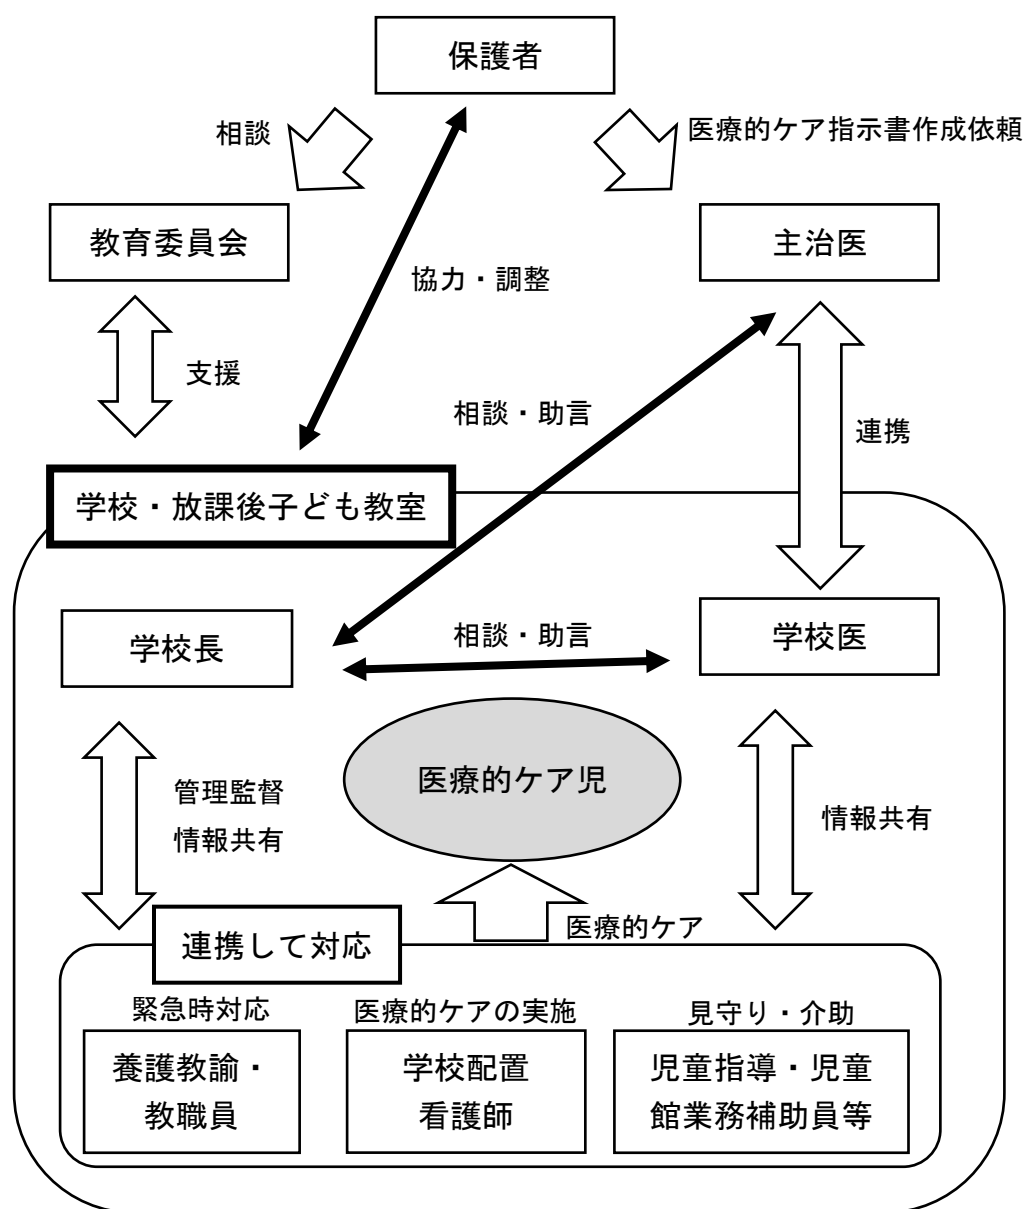 保護者
相談
医療的ケア指示書作成依頼
教育委員会
主治医
協力・調整
支援
相談・助言
連携
学校・放課後子ども教室
学校長
相談・助言
学校医
医療的ケア児
管理監督
情報共有
情報共有
医療的ケア
連携して対応
緊急時対応
養護教諭・
教職員
医療的ケアの実施
学校配置
看護師
見守り・介助
児童指導・児童
館業務補助員等